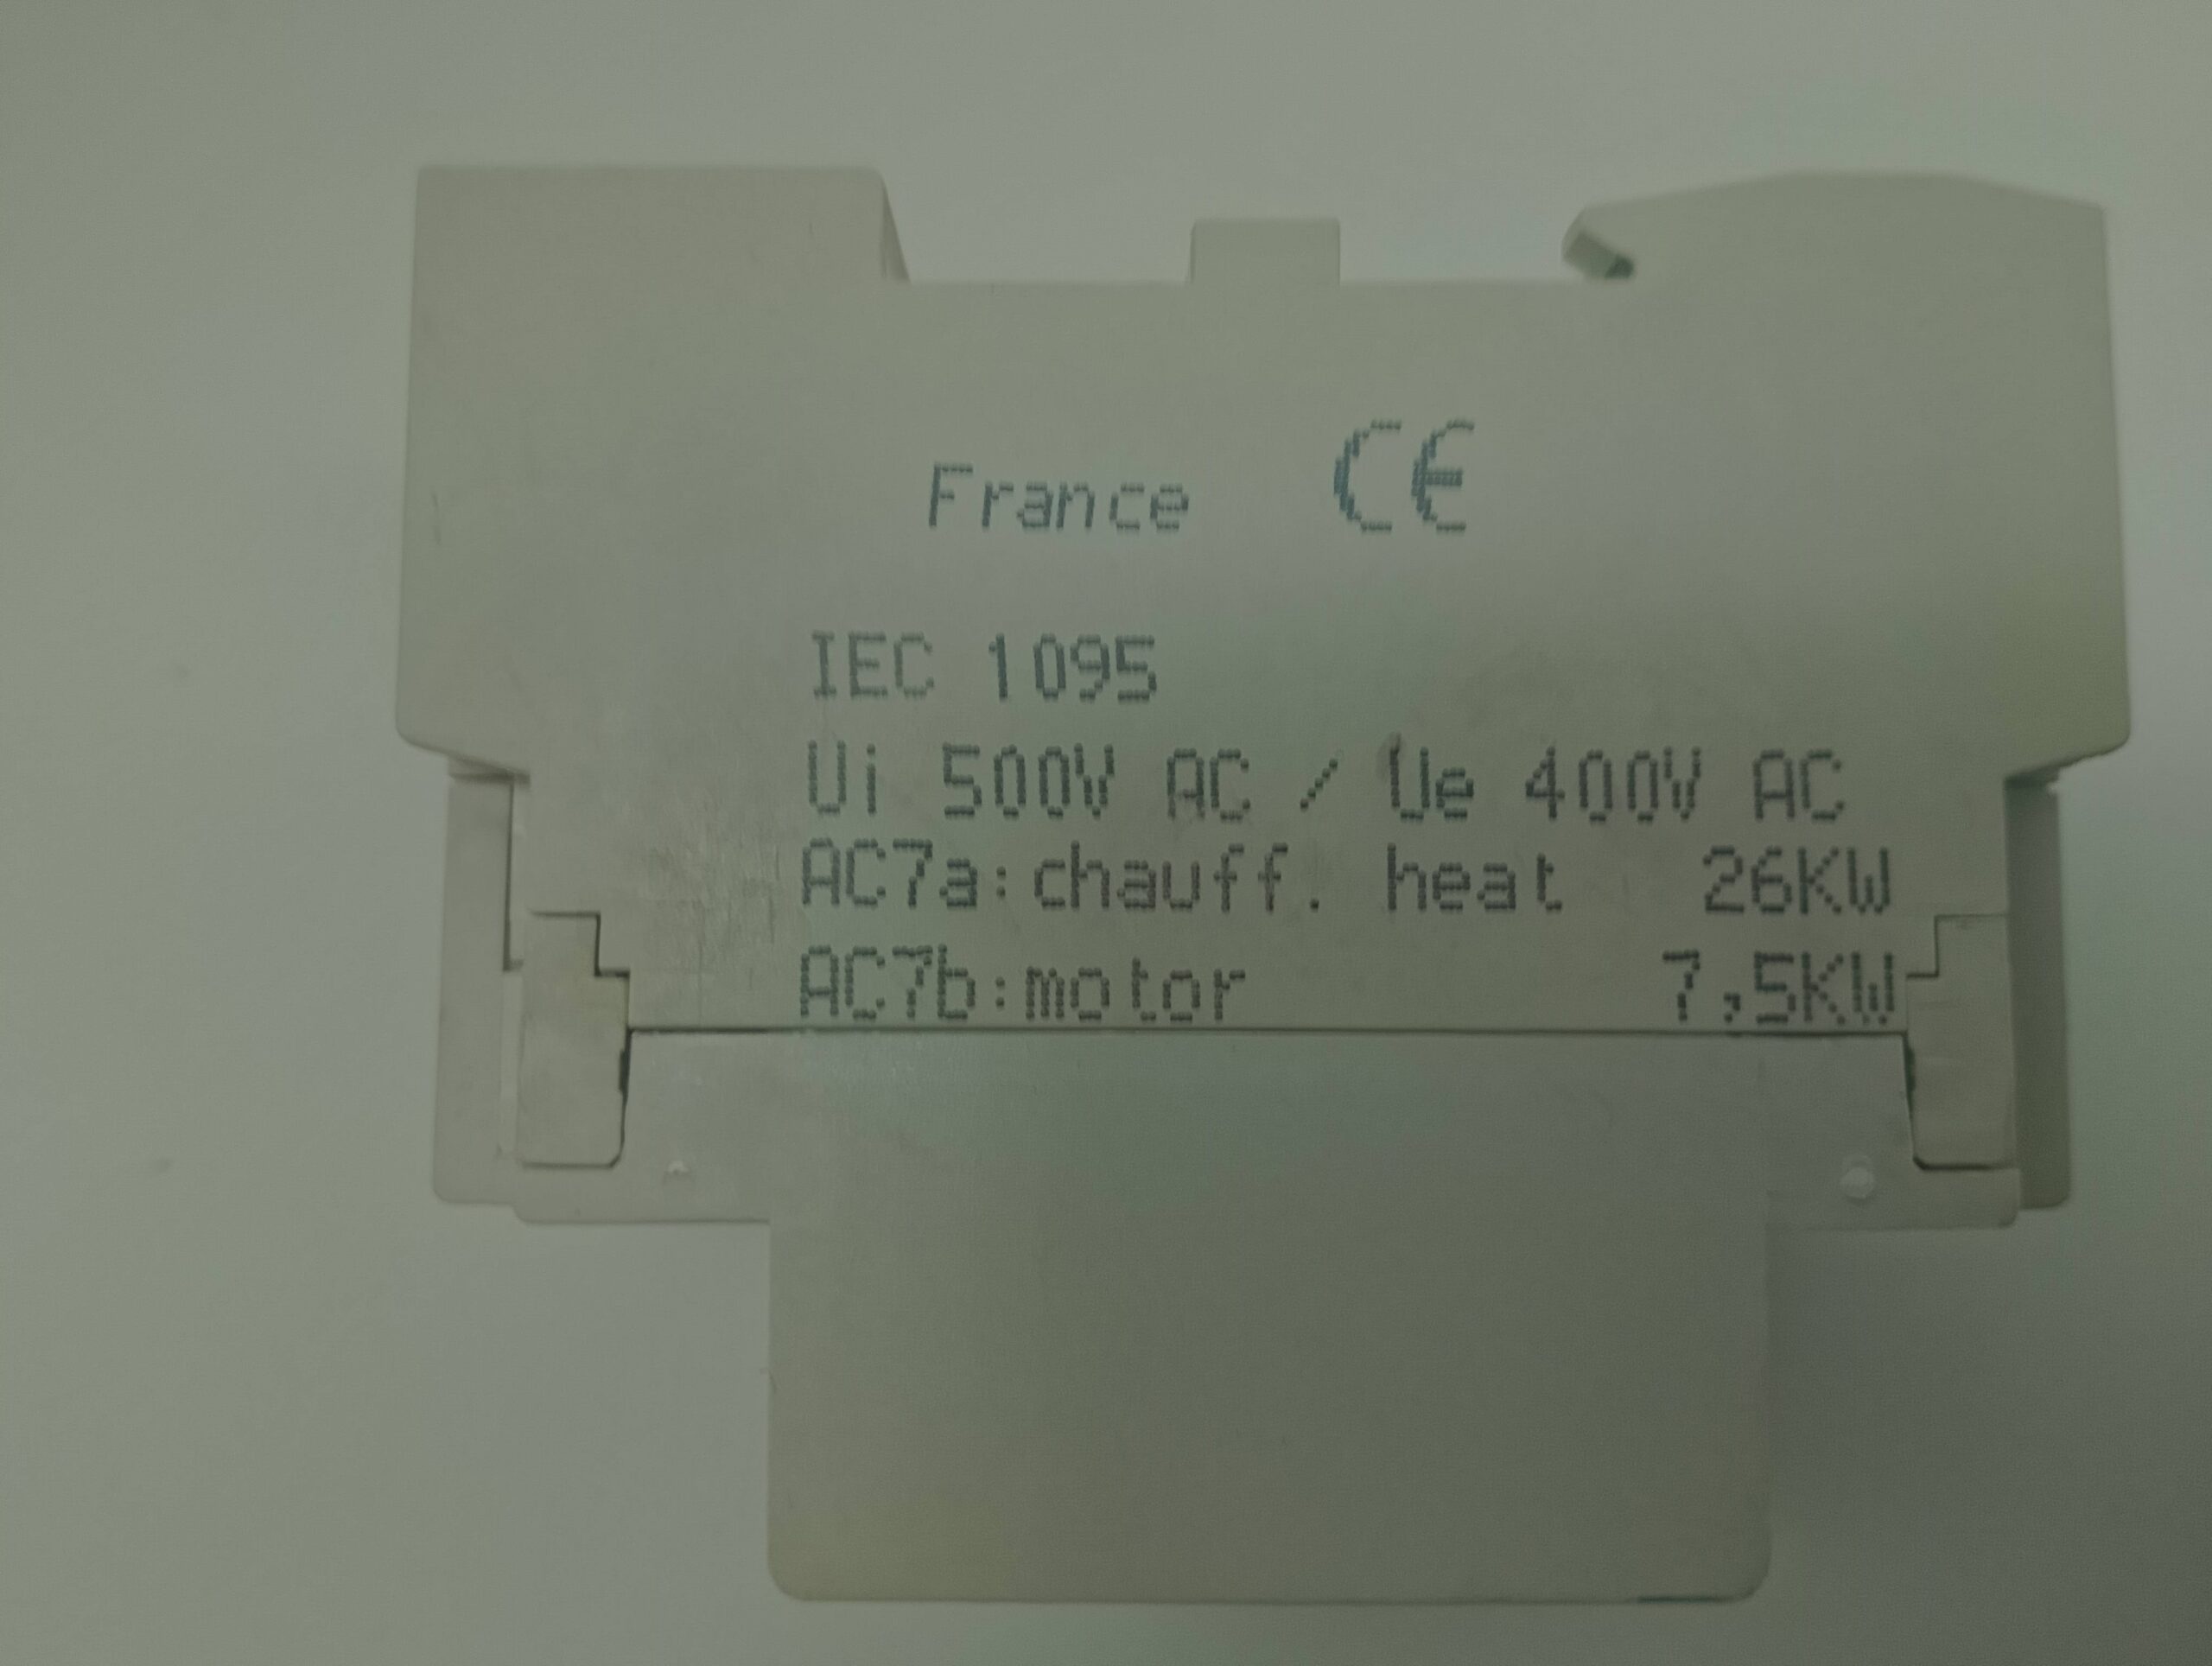 France CE
IEC 1095
Ui 500V AC / Ue 400V AC
AC7a:chauff. heat 26KW
AC7b:motor 7,5KW